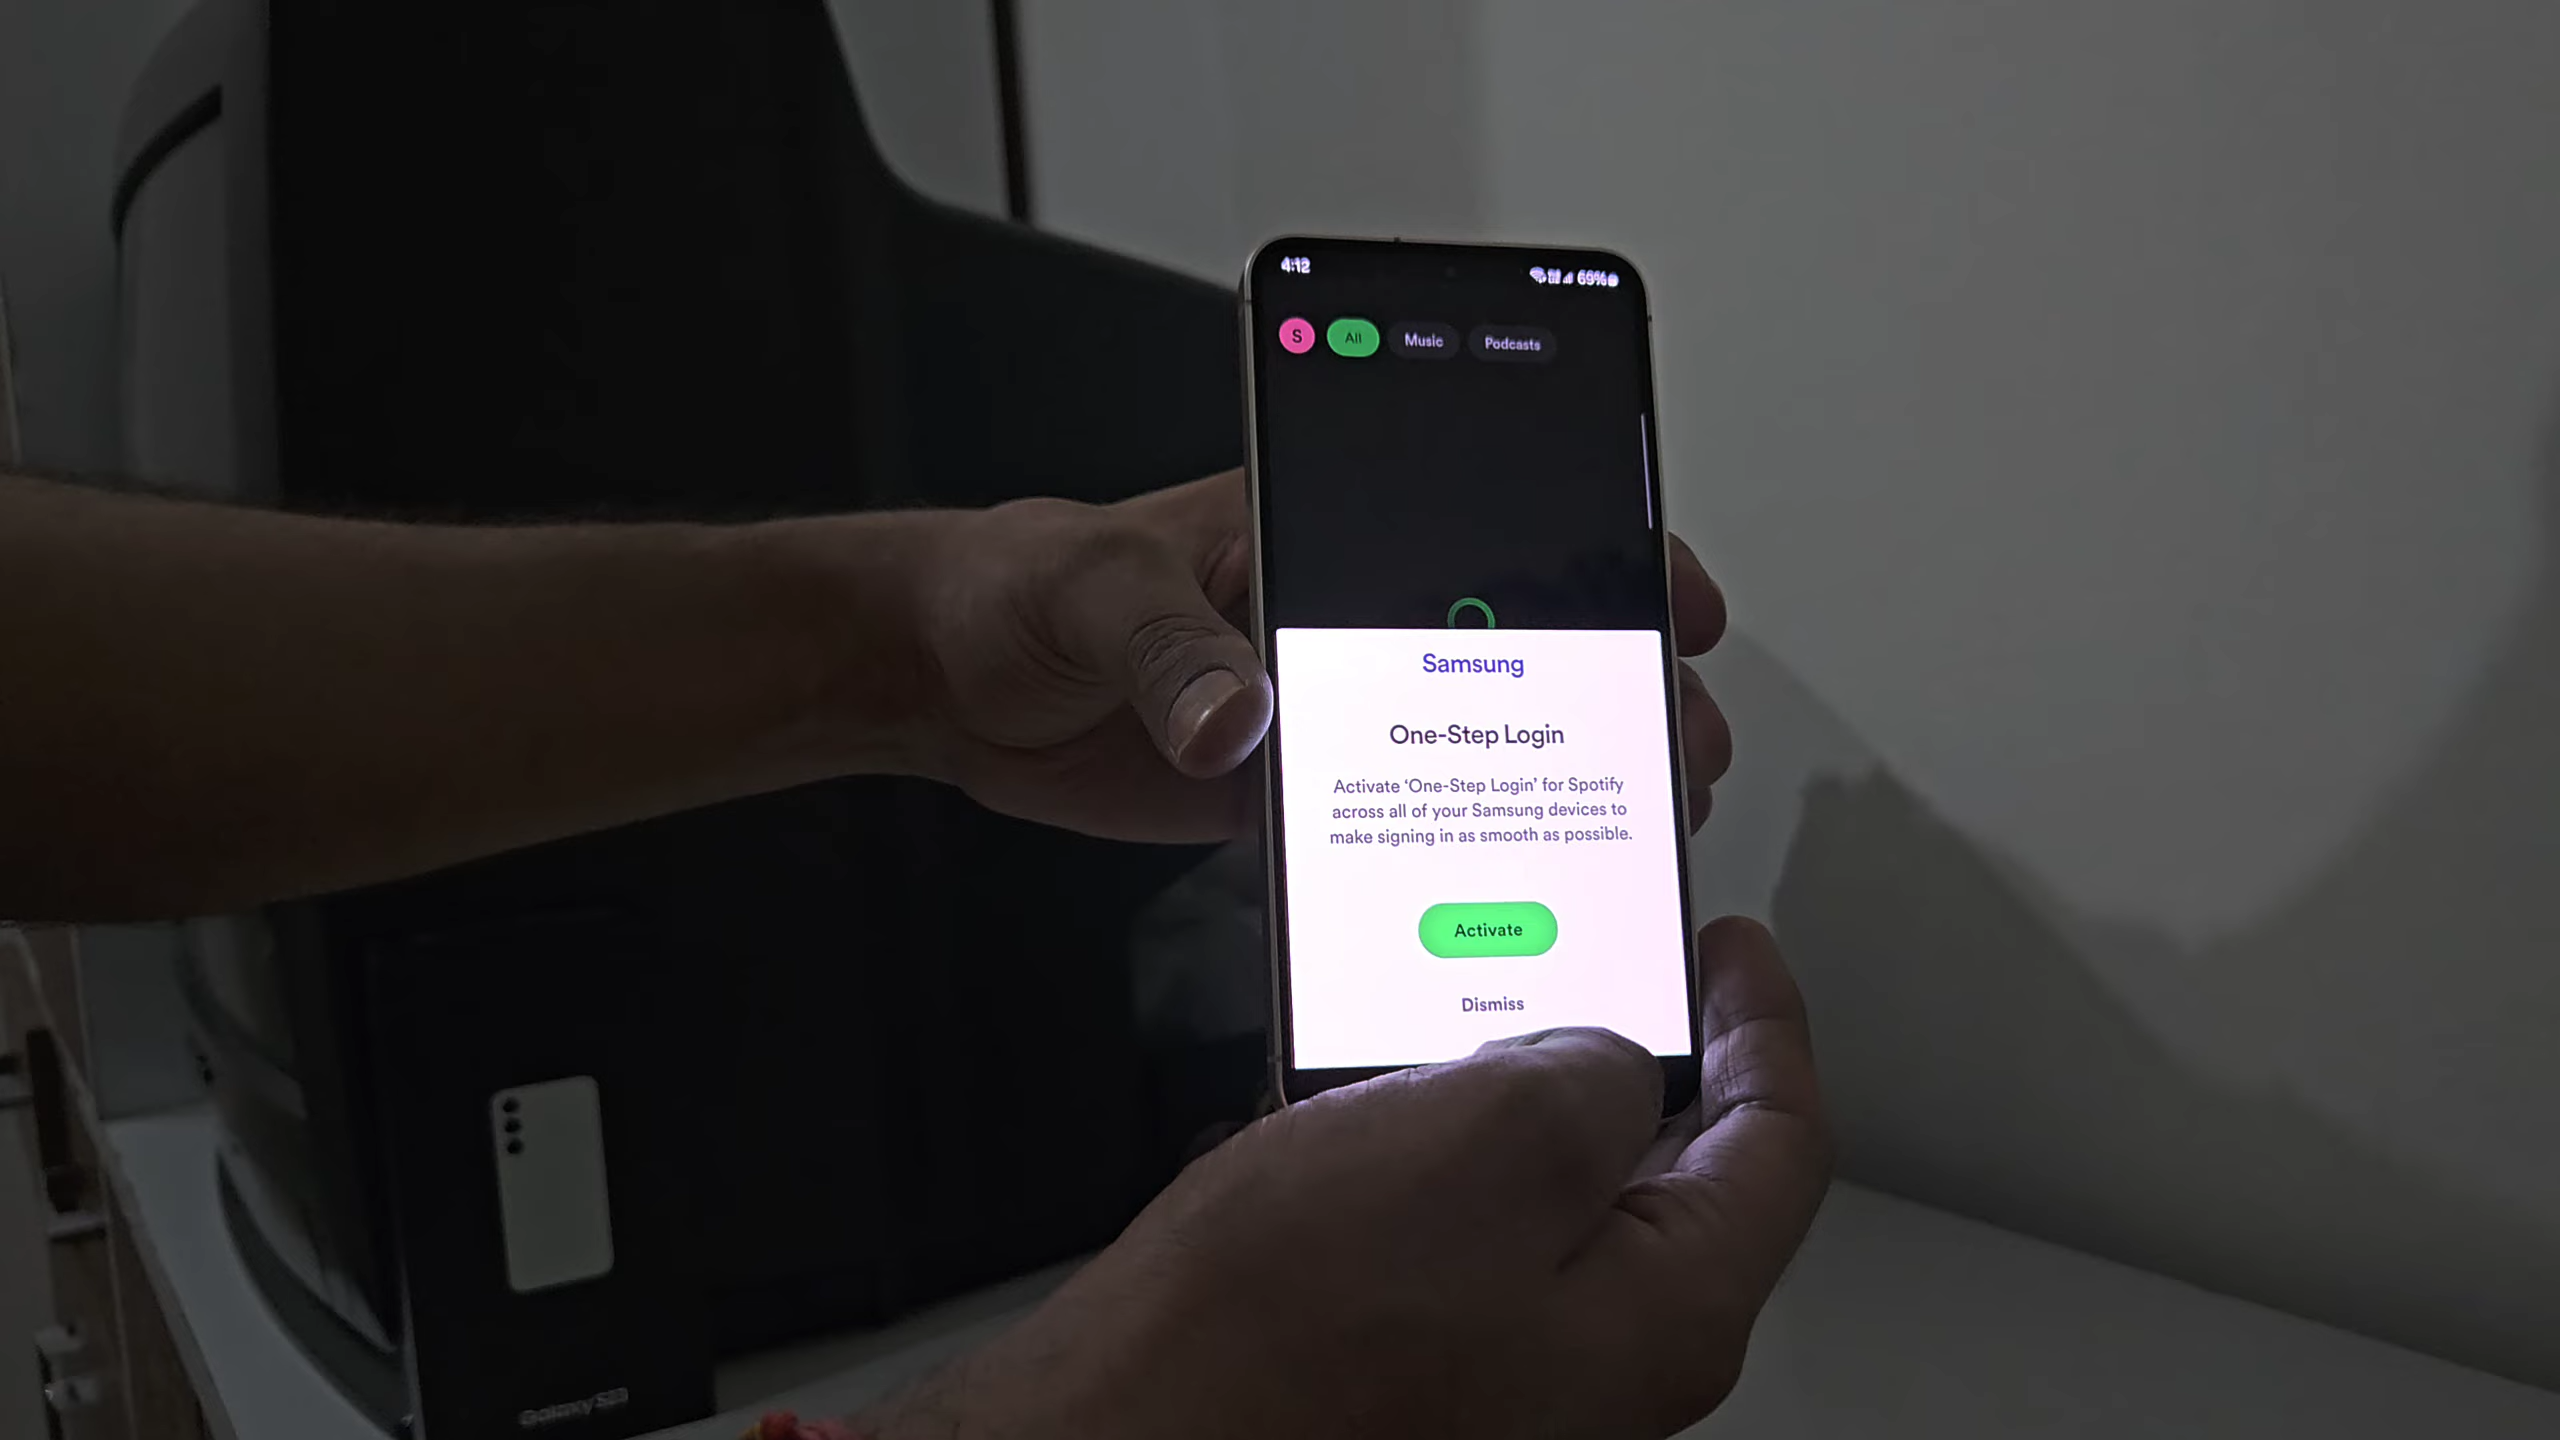 4:12
69%
S
All
Music
Podcasts
Samsung
One-Step Login
Activate ‘One-Step Login’ for Spotify
across all of your Samsung devices to
make signing in as smooth as possible.
Activate
Dismiss
Galaxy